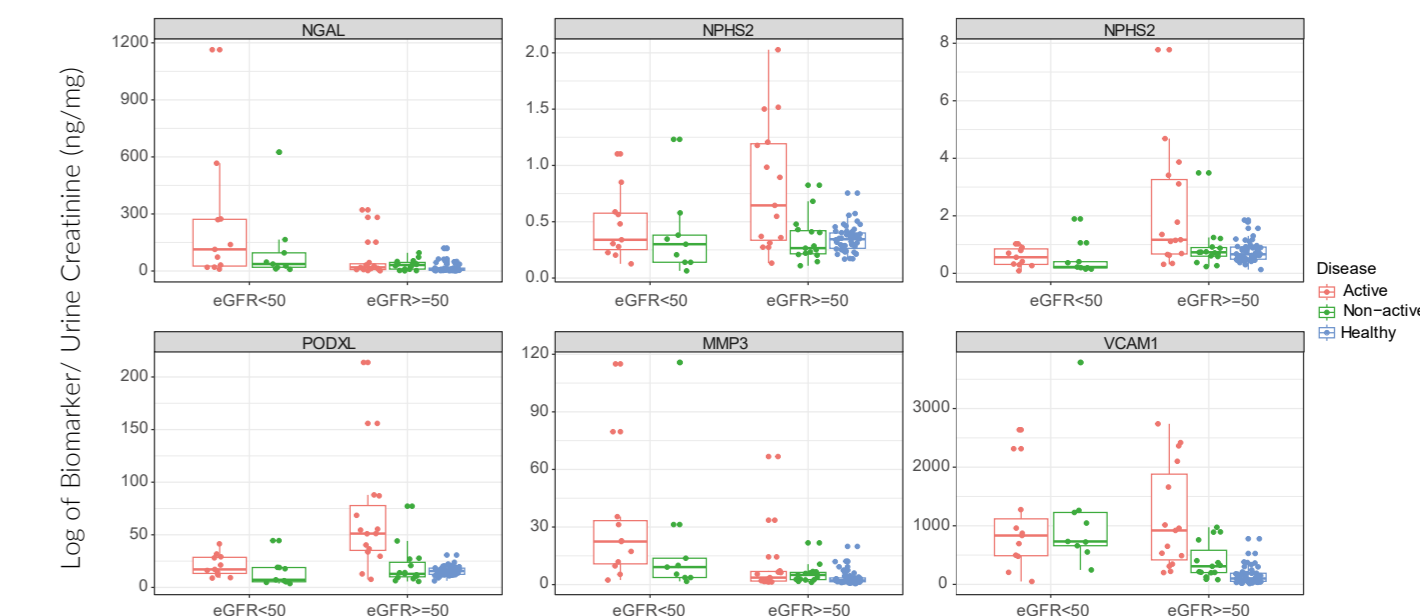 Log of Biomarker/ Urine Creatinine (ng/mg)
NGAL
1200
900
600
300
0
eGFR<50 eGFR>=50
NPHS2
2.0
1.5
1.0
0.5
0.0
eGFR<50 eGFR>=50
NPHS2
8
6
4
2
0
eGFR<50 eGFR>=50
PODXL
200
150
100
50
0
eGFR<50 eGFR>=50
MMP3
120
90
60
30
0
eGFR<50 eGFR>=50
VCAM1
3000
2000
1000
0
eGFR<50 eGFR>=50
Disease
Active
Non−active
Healthy